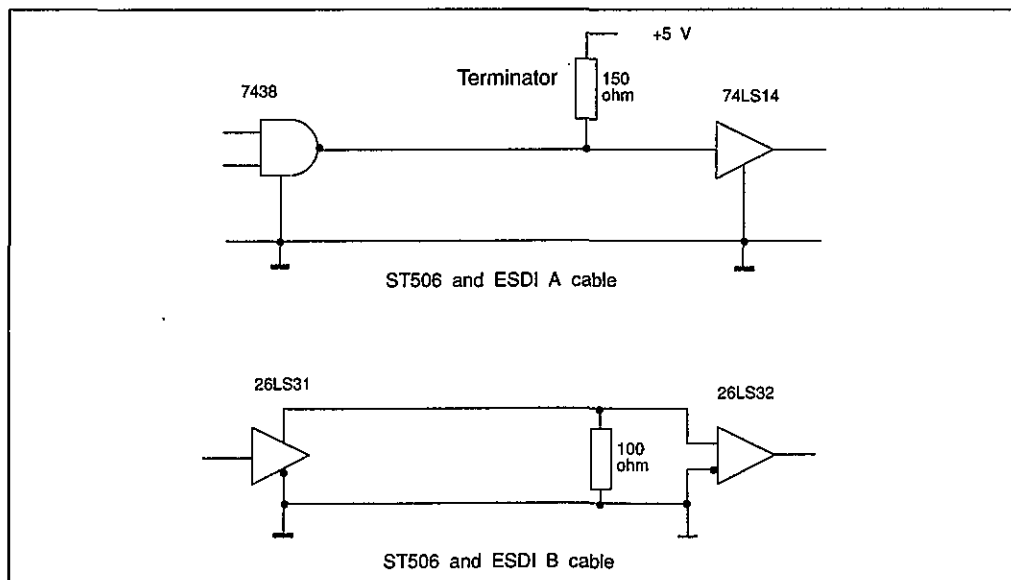 +5 V
Terminator
150
ohm
7438
74LS14
ST506 and ESDI A cable
26LS31
26LS32
100
ohm
ST506 and ESDI B cable